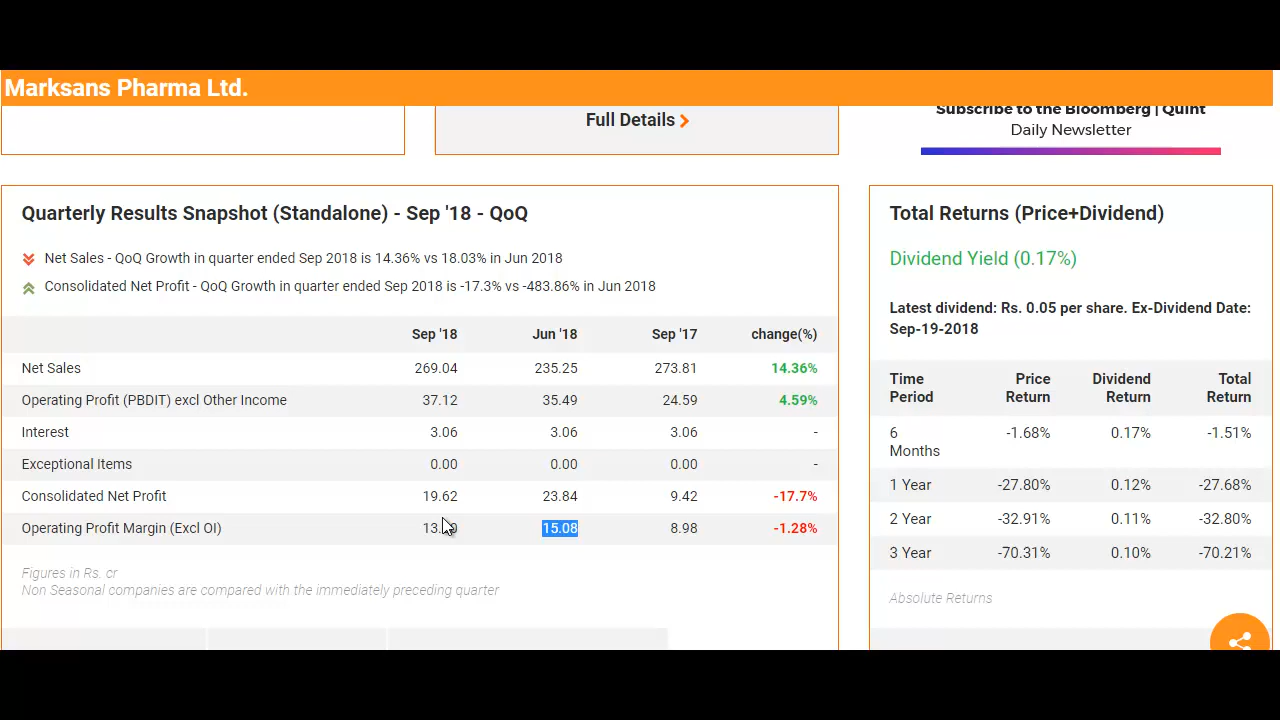 Marksans Pharma Ltd.
Full Details
Subscribe to the Bloomberg | Quint
Daily Newsletter
Quarterly Results Snapshot (Standalone) - Sep '18 - QoQ
Net Sales - QoQ Growth in quarter ended Sep 2018 is 14.36% vs 18.03% in Jun 2018
Consolidated Net Profit - QoQ Growth in quarter ended Sep 2018 is -17.3% vs -483.86% in Jun 2018
Sep '18 Jun '18 Sep '17 change(%)
Net Sales 269.04 235.25 273.81 14.36%
Operating Profit (PBDIT) excl Other Income 37.12 35.49 24.59 4.59%
Interest 3.06 3.06 3.06 -
Exceptional Items 0.00 0.00 0.00 -
Consolidated Net Profit 19.62 23.84 9.42 -17.7%
Operating Profit Margin (Excl OI) 15.08 8.98 -1.28%
Figures in Rs. cr
Non Seasonal companies are compared with the immediately preceding quarter
Total Returns (Price+Dividend)
Dividend Yield (0.17%)
Latest dividend: Rs. 0.05 per share. Ex-Dividend Date:
Sep-19-2018
Time Price Dividend Total
Period Return Return Return
6 -1.68% 0.17% -1.51%
Months
1 Year -27.80% 0.12% -27.68%
2 Year -32.91% 0.11% -32.80%
3 Year -70.31% 0.10% -70.21%
Absolute Returns